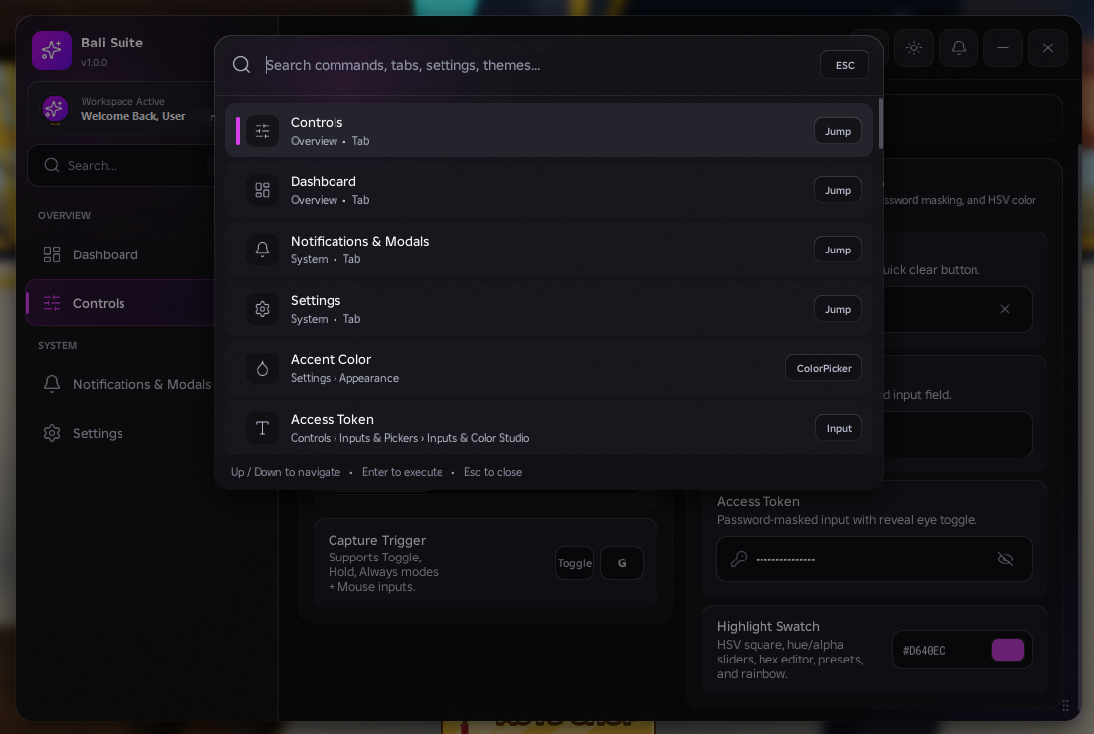 Bali Suite
v1.0.0
Workspace Active
Welcome Back, User
Search...
OVERVIEW
Dashboard
Controls
SYSTEM
Notifications & Modals
Settings
Search commands, tabs, settings, themes...
ESC
Controls
Overview • Tab
Jump
Dashboard
Overview • Tab
Jump
Notifications & Modals
System • Tab
Jump
Settings
System • Tab
Jump
Accent Color
Settings › Appearance
ColorPicker
Access Token
Controls › Inputs & Pickers › Inputs & Color Studio
Input
Up / Down to navigate • Enter to execute • Esc to close
Capture Trigger
Supports Toggle,
Hold, Always modes
+ Mouse inputs.
Toggle
G
masking, and HSV color
clear button.
input field.
Access Token
Password-masked input with reveal eye toggle.
Highlight Swatch
HSV square, hue/alpha
sliders, hex editor, presets,
and rainbow.
#D640EC